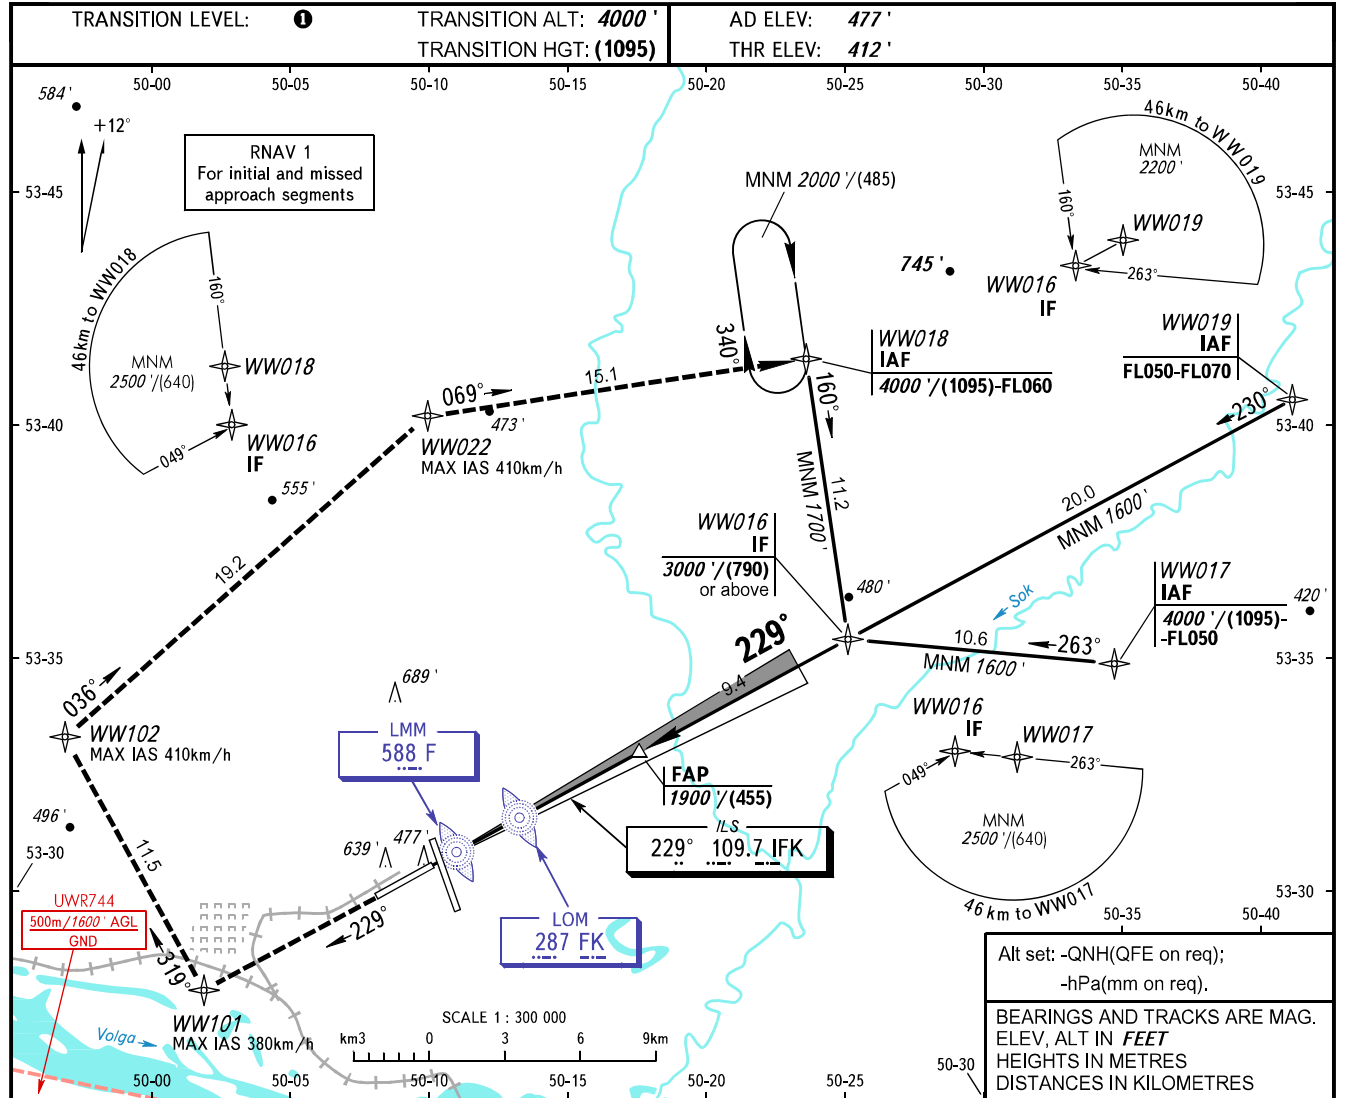 TRANSITION LEVEL: ❶ TRANSITION ALT: 4000 '
TRANSITION HGT: (1095)
AD ELEV: 477 '
THR ELEV: 412 '
50-00 50-05 50-10 50-15 50-20 50-25 50-30 50-35 50-40
584 '
+12°
RNAV 1
For initial and missed
approach segments
53-45
53-45
MNM 2000 '/(485)
46km to WW019
MNM
2200 '
160°
WW019
263°
WW016
IF
745 '
46km to WW018
160°
MNM
2500 '/(640)
WW018
WW016
IF
049°
340°
WW018
IAF
4000 '/(1095)-FL060
WW019
IAF
FL050-FL070
069°
15.1
473 '
WW022
MAX IAS 410km/h
160°
11.2
MNM 1700'
230°
20.0
MNM 1600'
53-40
53-40
555 '
19.2
WW016
IF
3000 '/(790)
or above
480'
Sok
WW017
IAF
4000 '/(1095)-
-FL050
420'
10.6
263°
MNM 1600 '
229°
9.4
53-35
53-35
036°
WW102
MAX IAS 410km/h
689 '
LMM
588 F
FAP
1900 '/(455)
WW016
IF
WW017
049°
263°
MNM
2500 '/(640)
46 km to WW017
496 '
53-30
53-30
11.5
639 '
477 '
ILS
229° 109.7 IFK
LOM
287 FK
229°
UWR744
500m/1600 ' AGL
GND
319°
WW101
MAX IAS 380km/h
Volga
SCALE 1 : 300 000
km3 0 3 6 9km
50-35 50-40
Alt set: -QNH(QFE on req);
-hPa(mm on req).
BEARINGS AND TRACKS ARE MAG.
ELEV, ALT IN FEET
HEIGHTS IN METRES
DISTANCES IN KILOMETRES
50-00 50-05 50-10 50-15 50-20 50-25 50-30